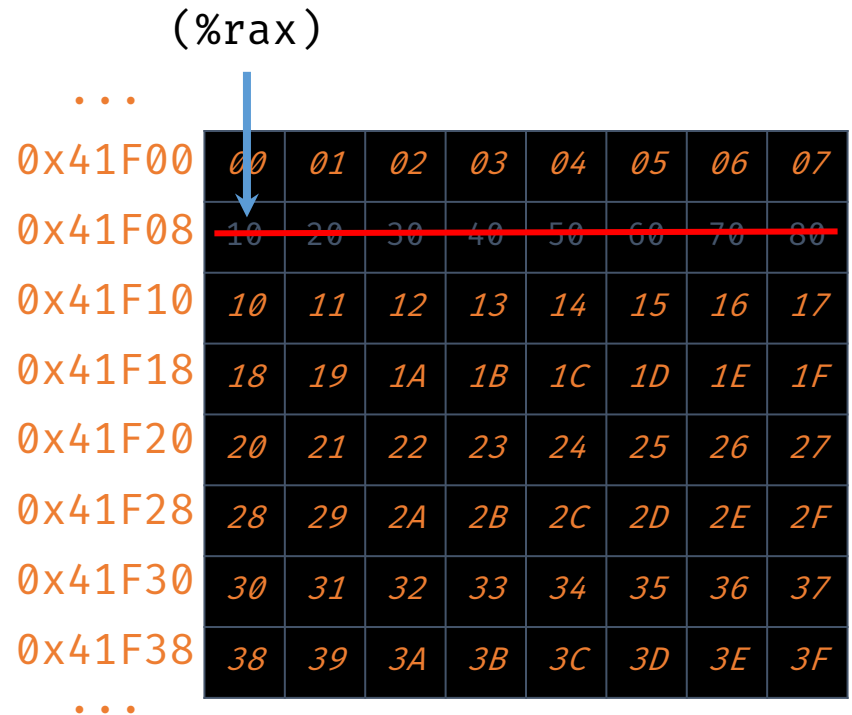 (%rax)
...
0x41F00 00 01 02 03 04 05 06 07
0x41F08 10 20 30 40 50 60 70 80
0x41F10 10 11 12 13 14 15 16 17
0x41F18 18 19 1A 1B 1C 1D 1E 1F
0x41F20 20 21 22 23 24 25 26 27
0x41F28 28 29 2A 2B 2C 2D 2E 2F
0x41F30 30 31 32 33 34 35 36 37
0x41F38 38 39 3A 3B 3C 3D 3E 3F
...